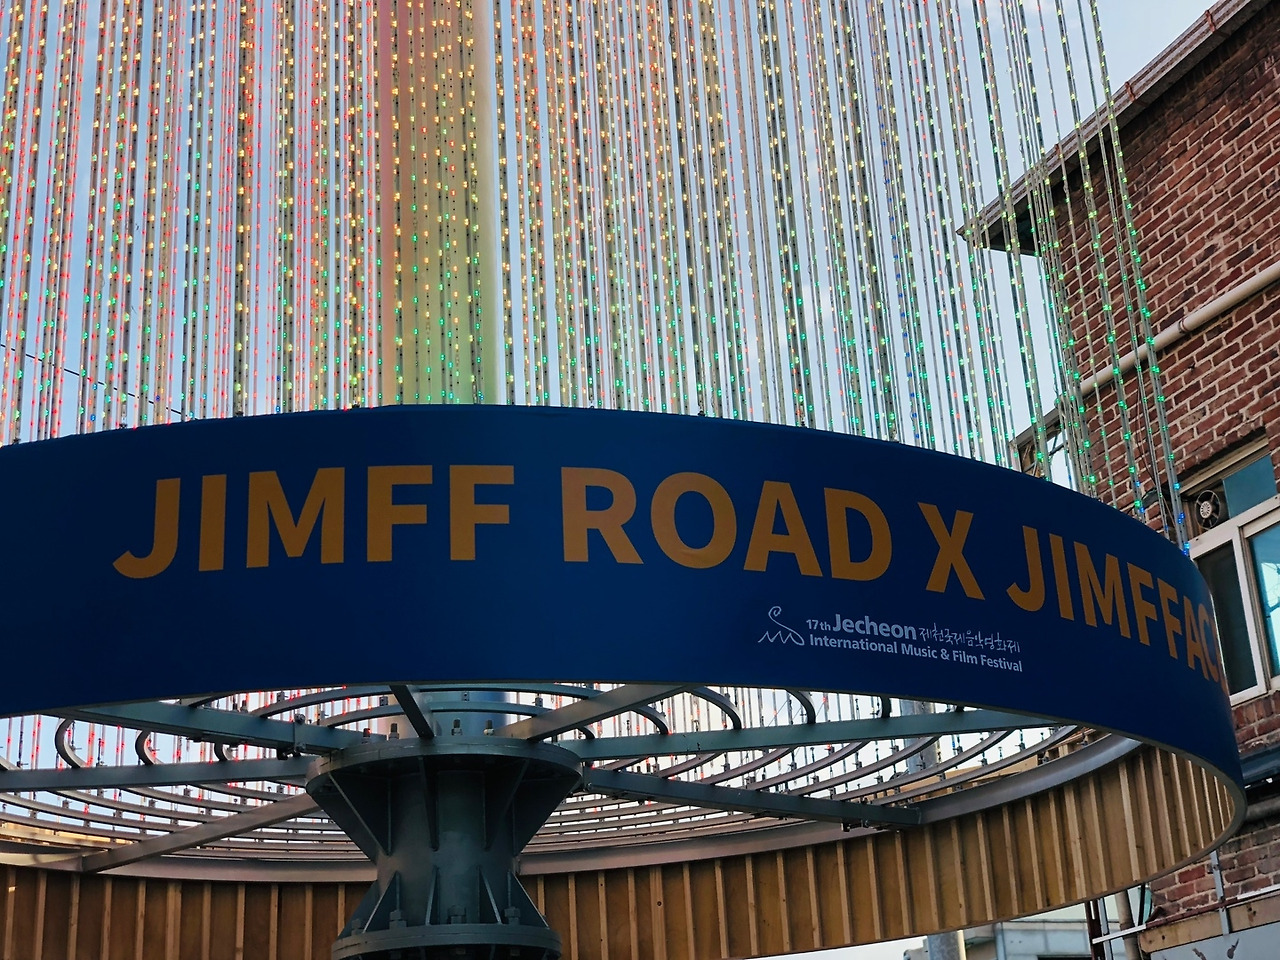 JIMFF ROAD X JIMFFAC
17th Jecheon 제천국제음악영화제
International Music & Film Festival